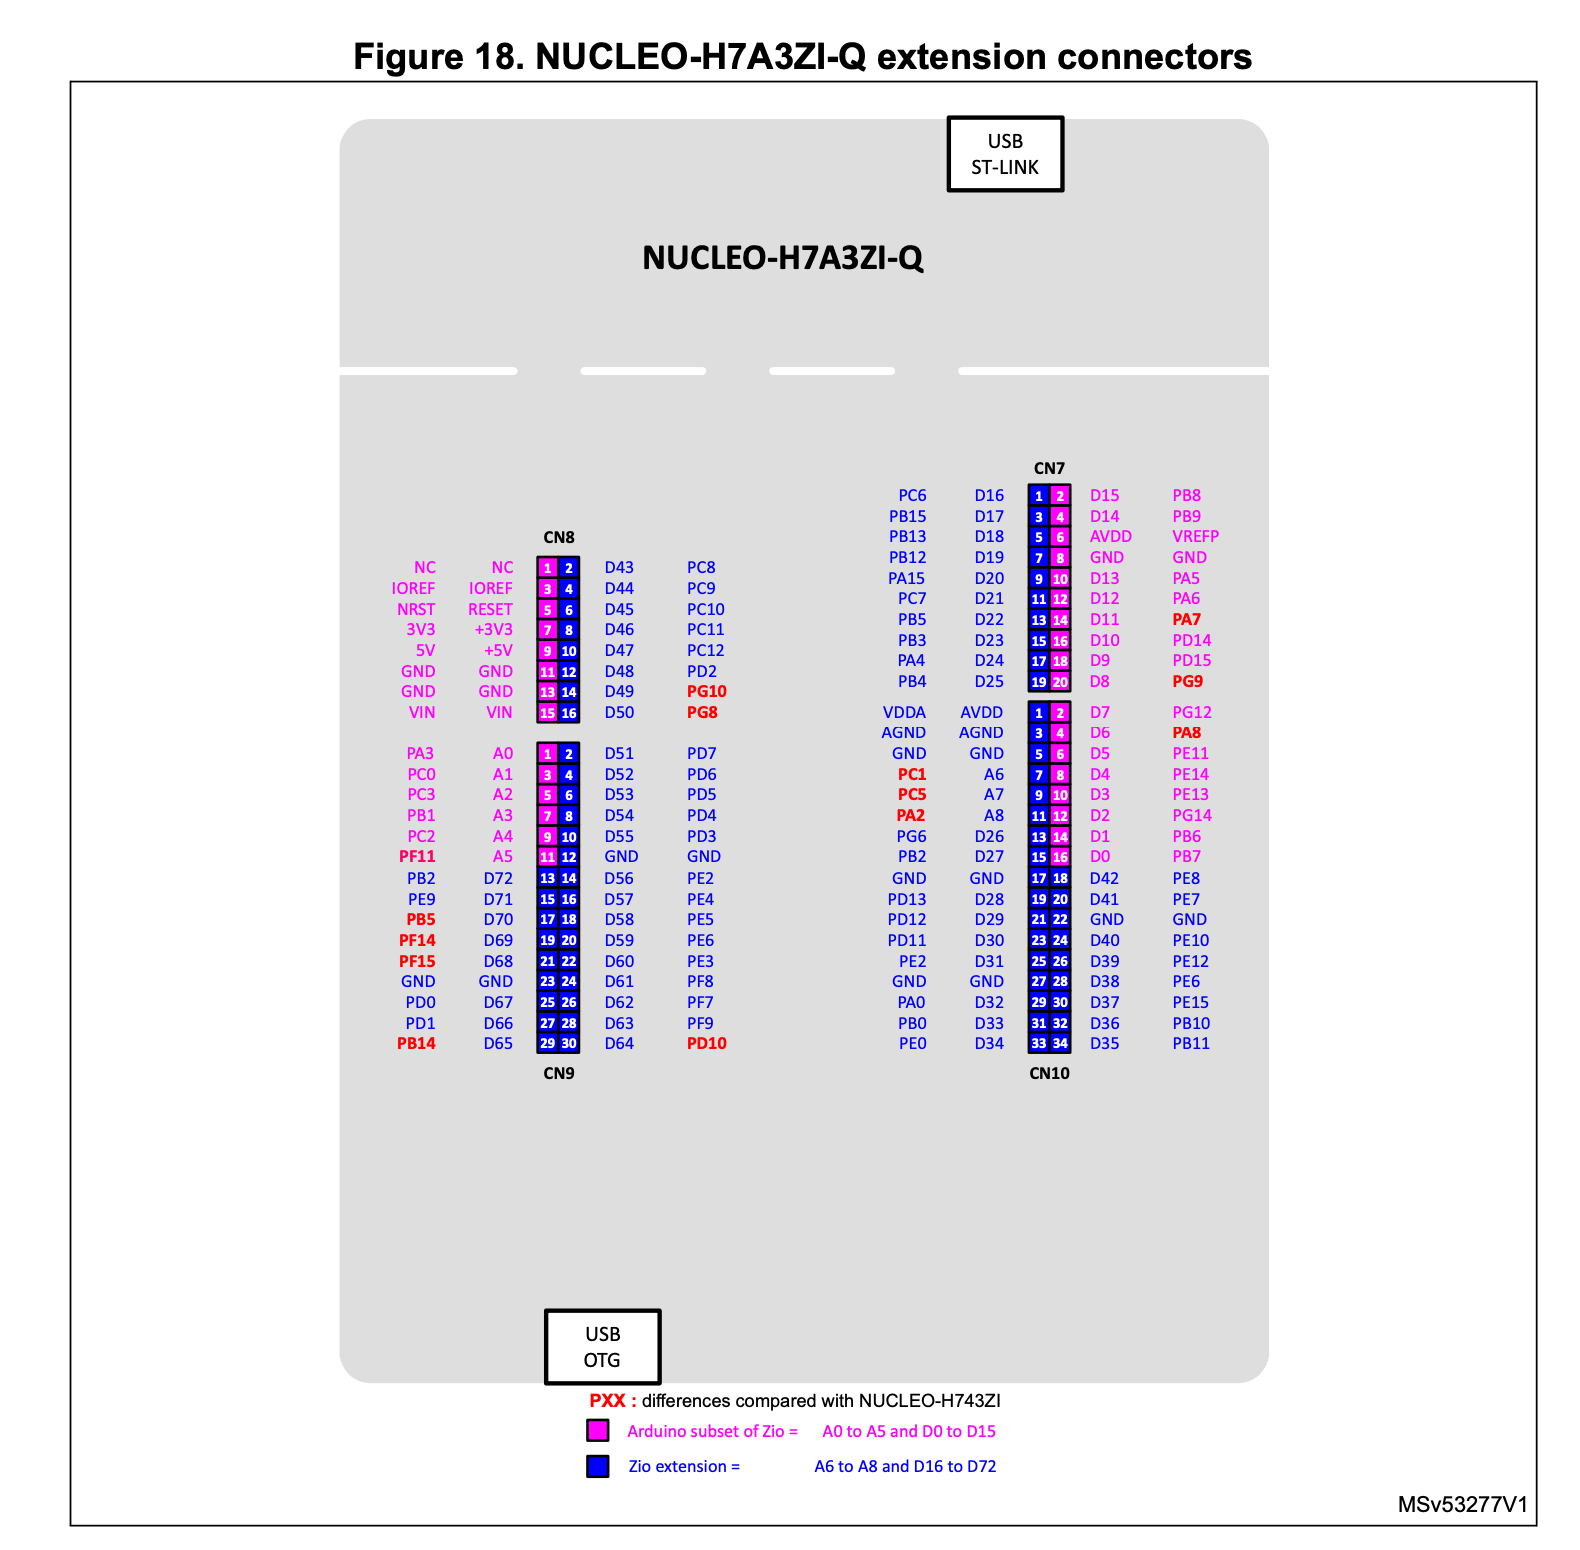 Figure 18. NUCLEO-H7A3ZI-Q extension connectors
USB
ST-LINK
NUCLEO-H7A3ZI-Q
CN8
NC NC 1 2 D43 PC8
IOREF IOREF 3 4 D44 PC9
NRST RESET 5 6 D45 PC10
3V3 +3V3 7 8 D46 PC11
5V +5V 9 10 D47 PC12
GND GND 11 12 D48 PD2
GND GND 13 14 D49 PG10
VIN VIN 15 16 D50 PG8
PA3 A0 1 2 D51 PD7
PC0 A1 3 4 D52 PD6
PC3 A2 5 6 D53 PD5
PB1 A3 7 8 D54 PD4
PC2 A4 9 10 D55 PD3
PF11 A5 11 12 GND GND
PB2 D72 13 14 D56 PE2
PE9 D71 15 16 D57 PE4
PB5 D70 17 18 D58 PE5
PF14 D69 19 20 D59 PE6
PF15 D68 21 22 D60 PE3
GND GND 23 24 D61 PF8
PD0 D67 25 26 D62 PF7
PD1 D66 27 28 D63 PF9
PB14 D65 29 30 D64 PD10
CN9
CN7
PC6 D16 1 2 D15 PB8
PB15 D17 3 4 D14 PB9
PB13 D18 5 6 AVDD VREFP
PB12 D19 7 8 GND GND
PA15 D20 9 10 D13 PA5
PC7 D21 11 12 D12 PA6
PB5 D22 13 14 D11 PA7
PB3 D23 15 16 D10 PD14
PA4 D24 17 18 D9 PD15
PB4 D25 19 20 D8 PG9
VDDA AVDD 1 2 D7 PG12
AGND AGND 3 4 D6 PA8
GND GND 5 6 D5 PE11
PC1 A6 7 8 D4 PE14
PC5 A7 9 10 D3 PE13
PA2 A8 11 12 D2 PG14
PG6 D26 13 14 D1 PB6
PB2 D27 15 16 D0 PB7
GND GND 17 18 D42 PE8
PD13 D28 19 20 D41 PE7
PD12 D29 21 22 GND GND
PD11 D30 23 24 D40 PE10
PE2 D31 25 26 D39 PE12
GND GND 27 28 D38 PE6
PA0 D32 29 30 D37 PE15
PB0 D33 31 32 D36 PB10
PE0 D34 33 34 D35 PB11
CN10
USB
OTG
PXX : differences compared with NUCLEO-H743ZI
Arduino subset of Zio = A0 to A5 and D0 to D15
Zio extension = A6 to A8 and D16 to D72
MSv53277V1